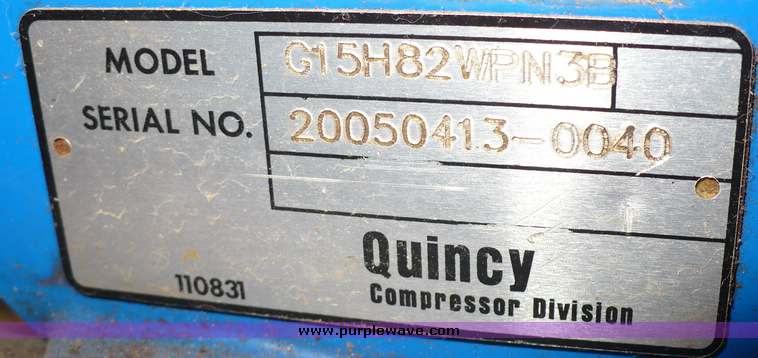 MODEL G15H82WPN3B
SERIAL NO. 20050413-0040
Quincy
110831 Compressor Division
www.purplewave.com